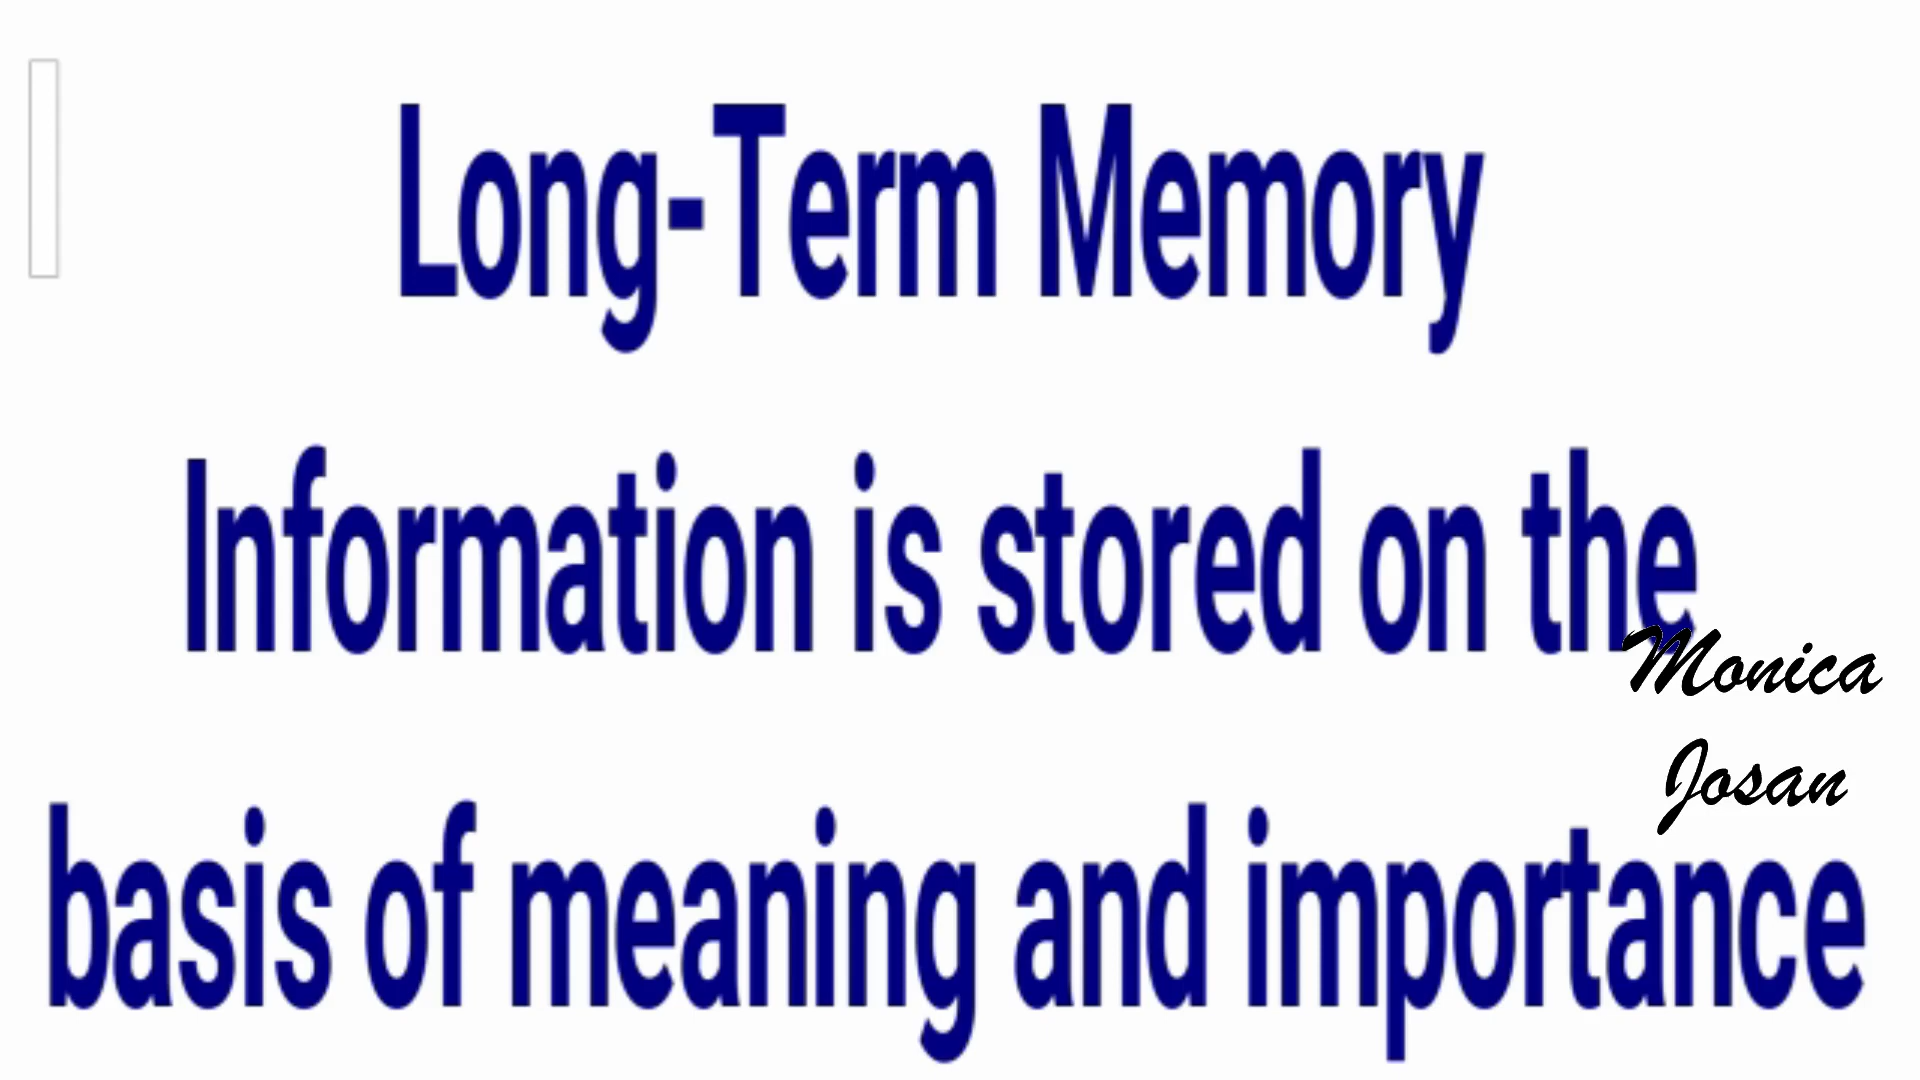 Long-Term Memory
Information is stored on the
Monica
Josan
basis of meaning and importance